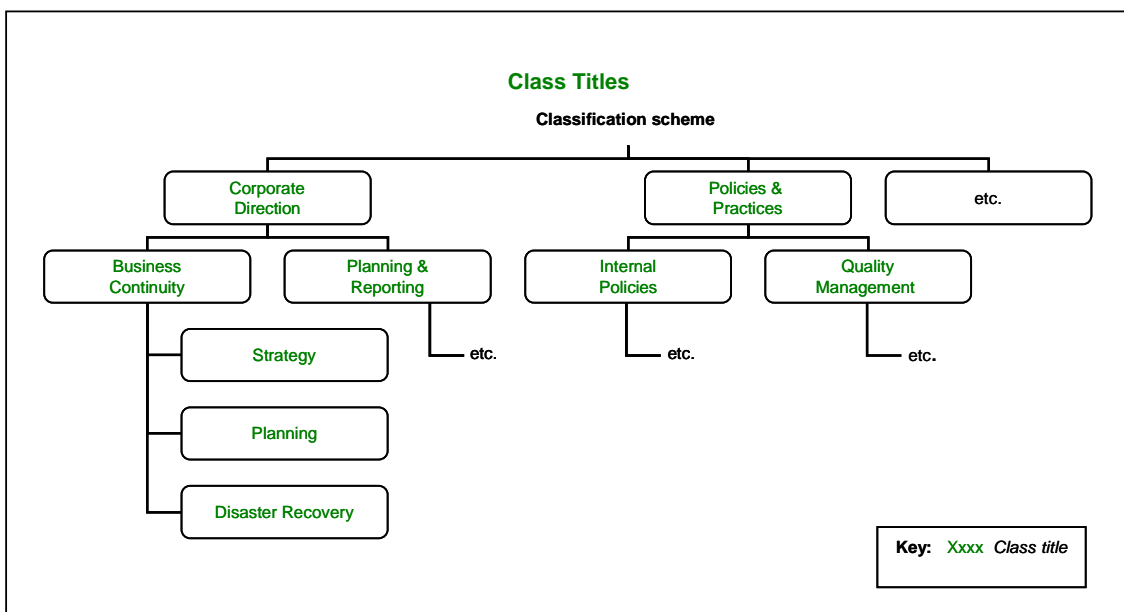 Class Titles
Classification scheme
Corporate
Direction
Policies &
Practices
etc.
Business
Continuity
Planning &
Reporting
Internal
Policies
Quality
Management
Strategy
etc.
etc.
etc.
Planning
Disaster Recovery
Key: Xxxx Class title